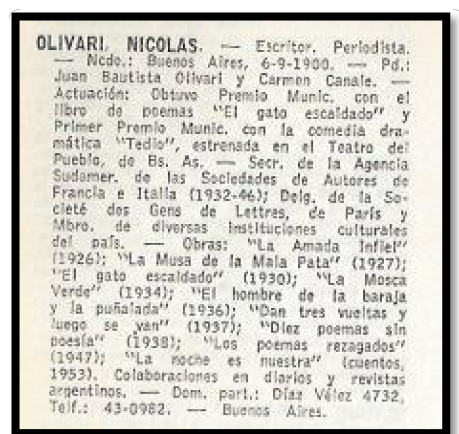 OLIVARI, NICOLAS. — Escritor. Periodista.
— Ncdo.: Buenos Aires, 6-9-1900. — Pd.:
Juan Bautista Olivari y Carmen Canale. —
Actuación: Obtuvo Premio Munic. con el
libro de poemas "El gato escaldado" y
Primer Premio Munic. con la comedia dra-
mática "Tedio", estrenada en el Teatro del
Pueblo, de Bs. As. — Secr. de la Agencia
Sudamer. de las Sociedades de Autores de
Francia e Italia (1932-46); Delg. de la So-
cieté des Gens de Lettres, de París y
Mbro. de diversas instituciones culturales
del país. — Obras: "La Amada Infiel"
(1926); "La Musa de la Mala Pata" (1927);
"El gato escaldado" (1930); "La Mosca
Verde" (1934); "El hombre de la baraja
y la puñalada" (1936); "Dan tres vueltas y
luego se van" (1937); "Diez poemas sin
poesía" (1938); "Los poemas rezagados"
(1947); "La noche es nuestra" (cuentos,
1953). Colaboraciones en diarios y revistas
argentinos. — Dom. part.: Díaz Vélez 4732,
Telf.: 43-0982. — Buenos Aires.